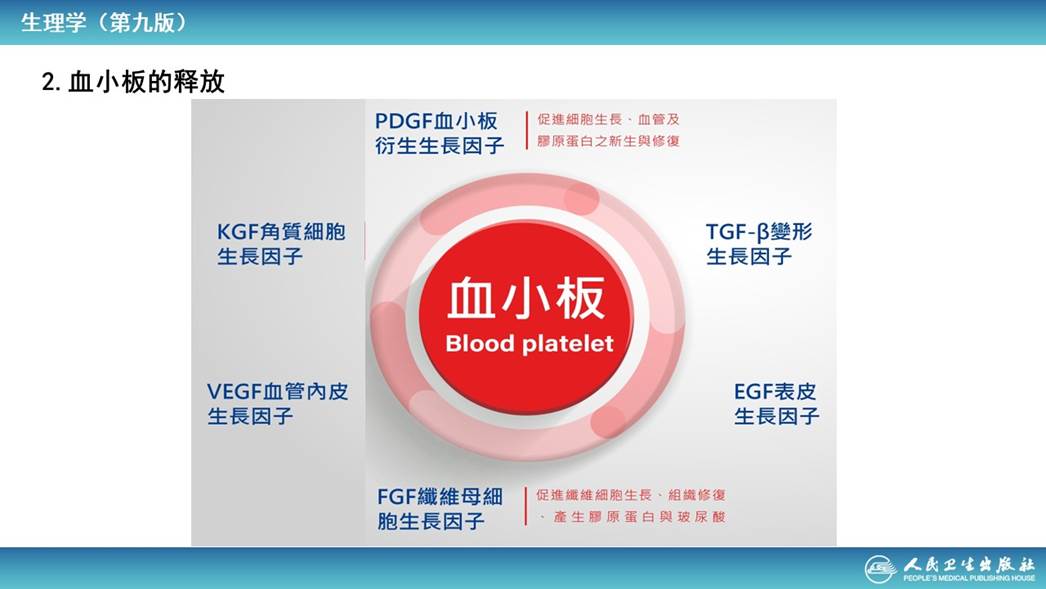 生理学（第九版）
2. 血小板的释放
PDGF血小板
衍生生長因子
促進細胞生長、血管及
膠原蛋白之新生與修復
KGF角質細胞
生長因子
TGF-β變形
生長因子
血小板
Blood platelet
VEGF血管內皮
生長因子
EGF表皮
生長因子
FGF纖維母細
胞生長因子
促進纖維細胞生長、組織修復
、產生膠原蛋白與玻尿酸
人民卫生出版社
PEOPLE'S MEDICAL PUBLISHING HOUSE